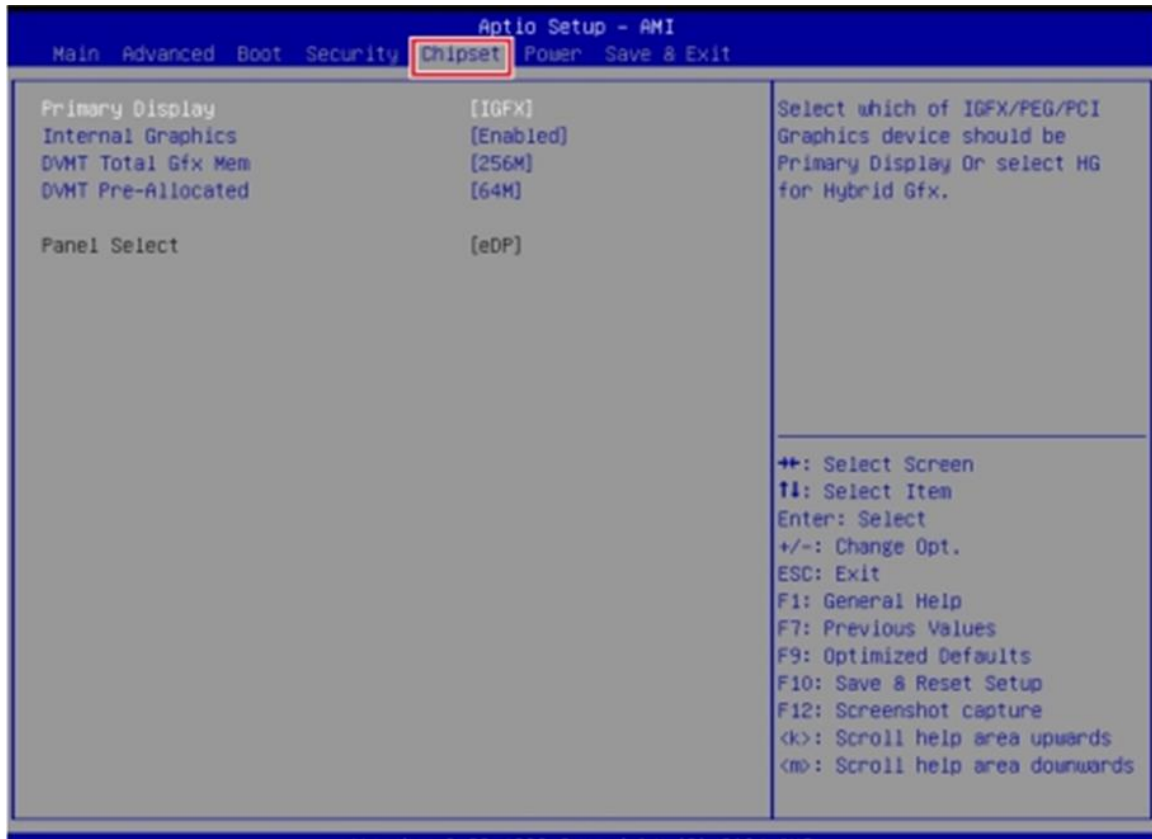 Aptio Setup - AMI
Main Advanced Boot Security Chipset Power Save & Exit
Primary Display [IGFX]
Internal Graphics [Enabled]
DVMT Total Gfx Mem [256M]
DVMT Pre-Allocated [64M]
Panel Select [eDP]
Select which of IGFX/PEG/PCI
Graphics device should be
Primary Display Or select HG
for Hybrid Gfx.
→←: Select Screen
↑↓: Select Item
Enter: Select
+/-: Change Opt.
ESC: Exit
F1: General Help
F7: Previous Values
F9: Optimized Defaults
F10: Save & Reset Setup
F12: Screenshot capture
<k>: Scroll help area upwards
<m>: Scroll help area downwards